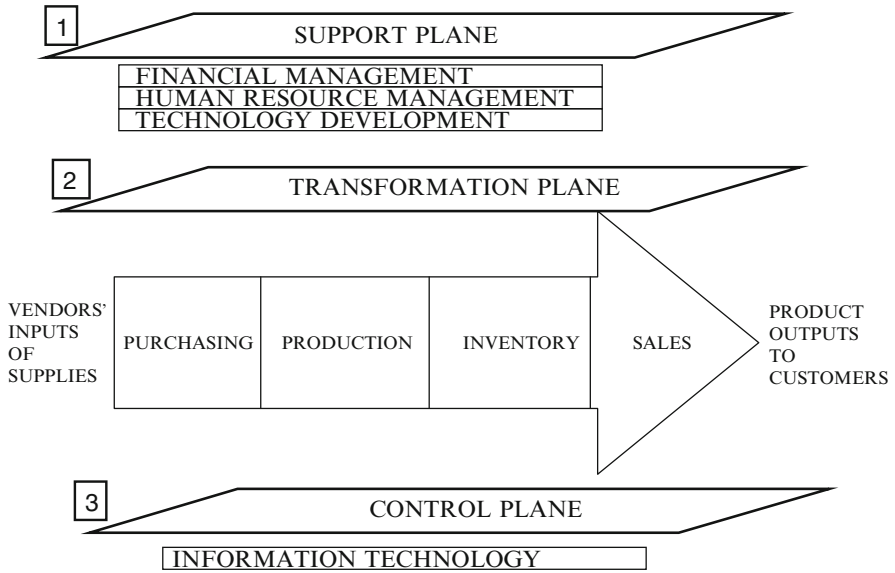 1
SUPPORT PLANE
FINANCIAL MANAGEMENT
HUMAN RESOURCE MANAGEMENT
TECHNOLOGY DEVELOPMENT
2
TRANSFORMATION PLANE
VENDORS’
INPUTS
OF
SUPPLIES
PURCHASING
PRODUCTION
INVENTORY
SALES
PRODUCT
OUTPUTS
TO
CUSTOMERS
3
CONTROL PLANE
INFORMATION TECHNOLOGY